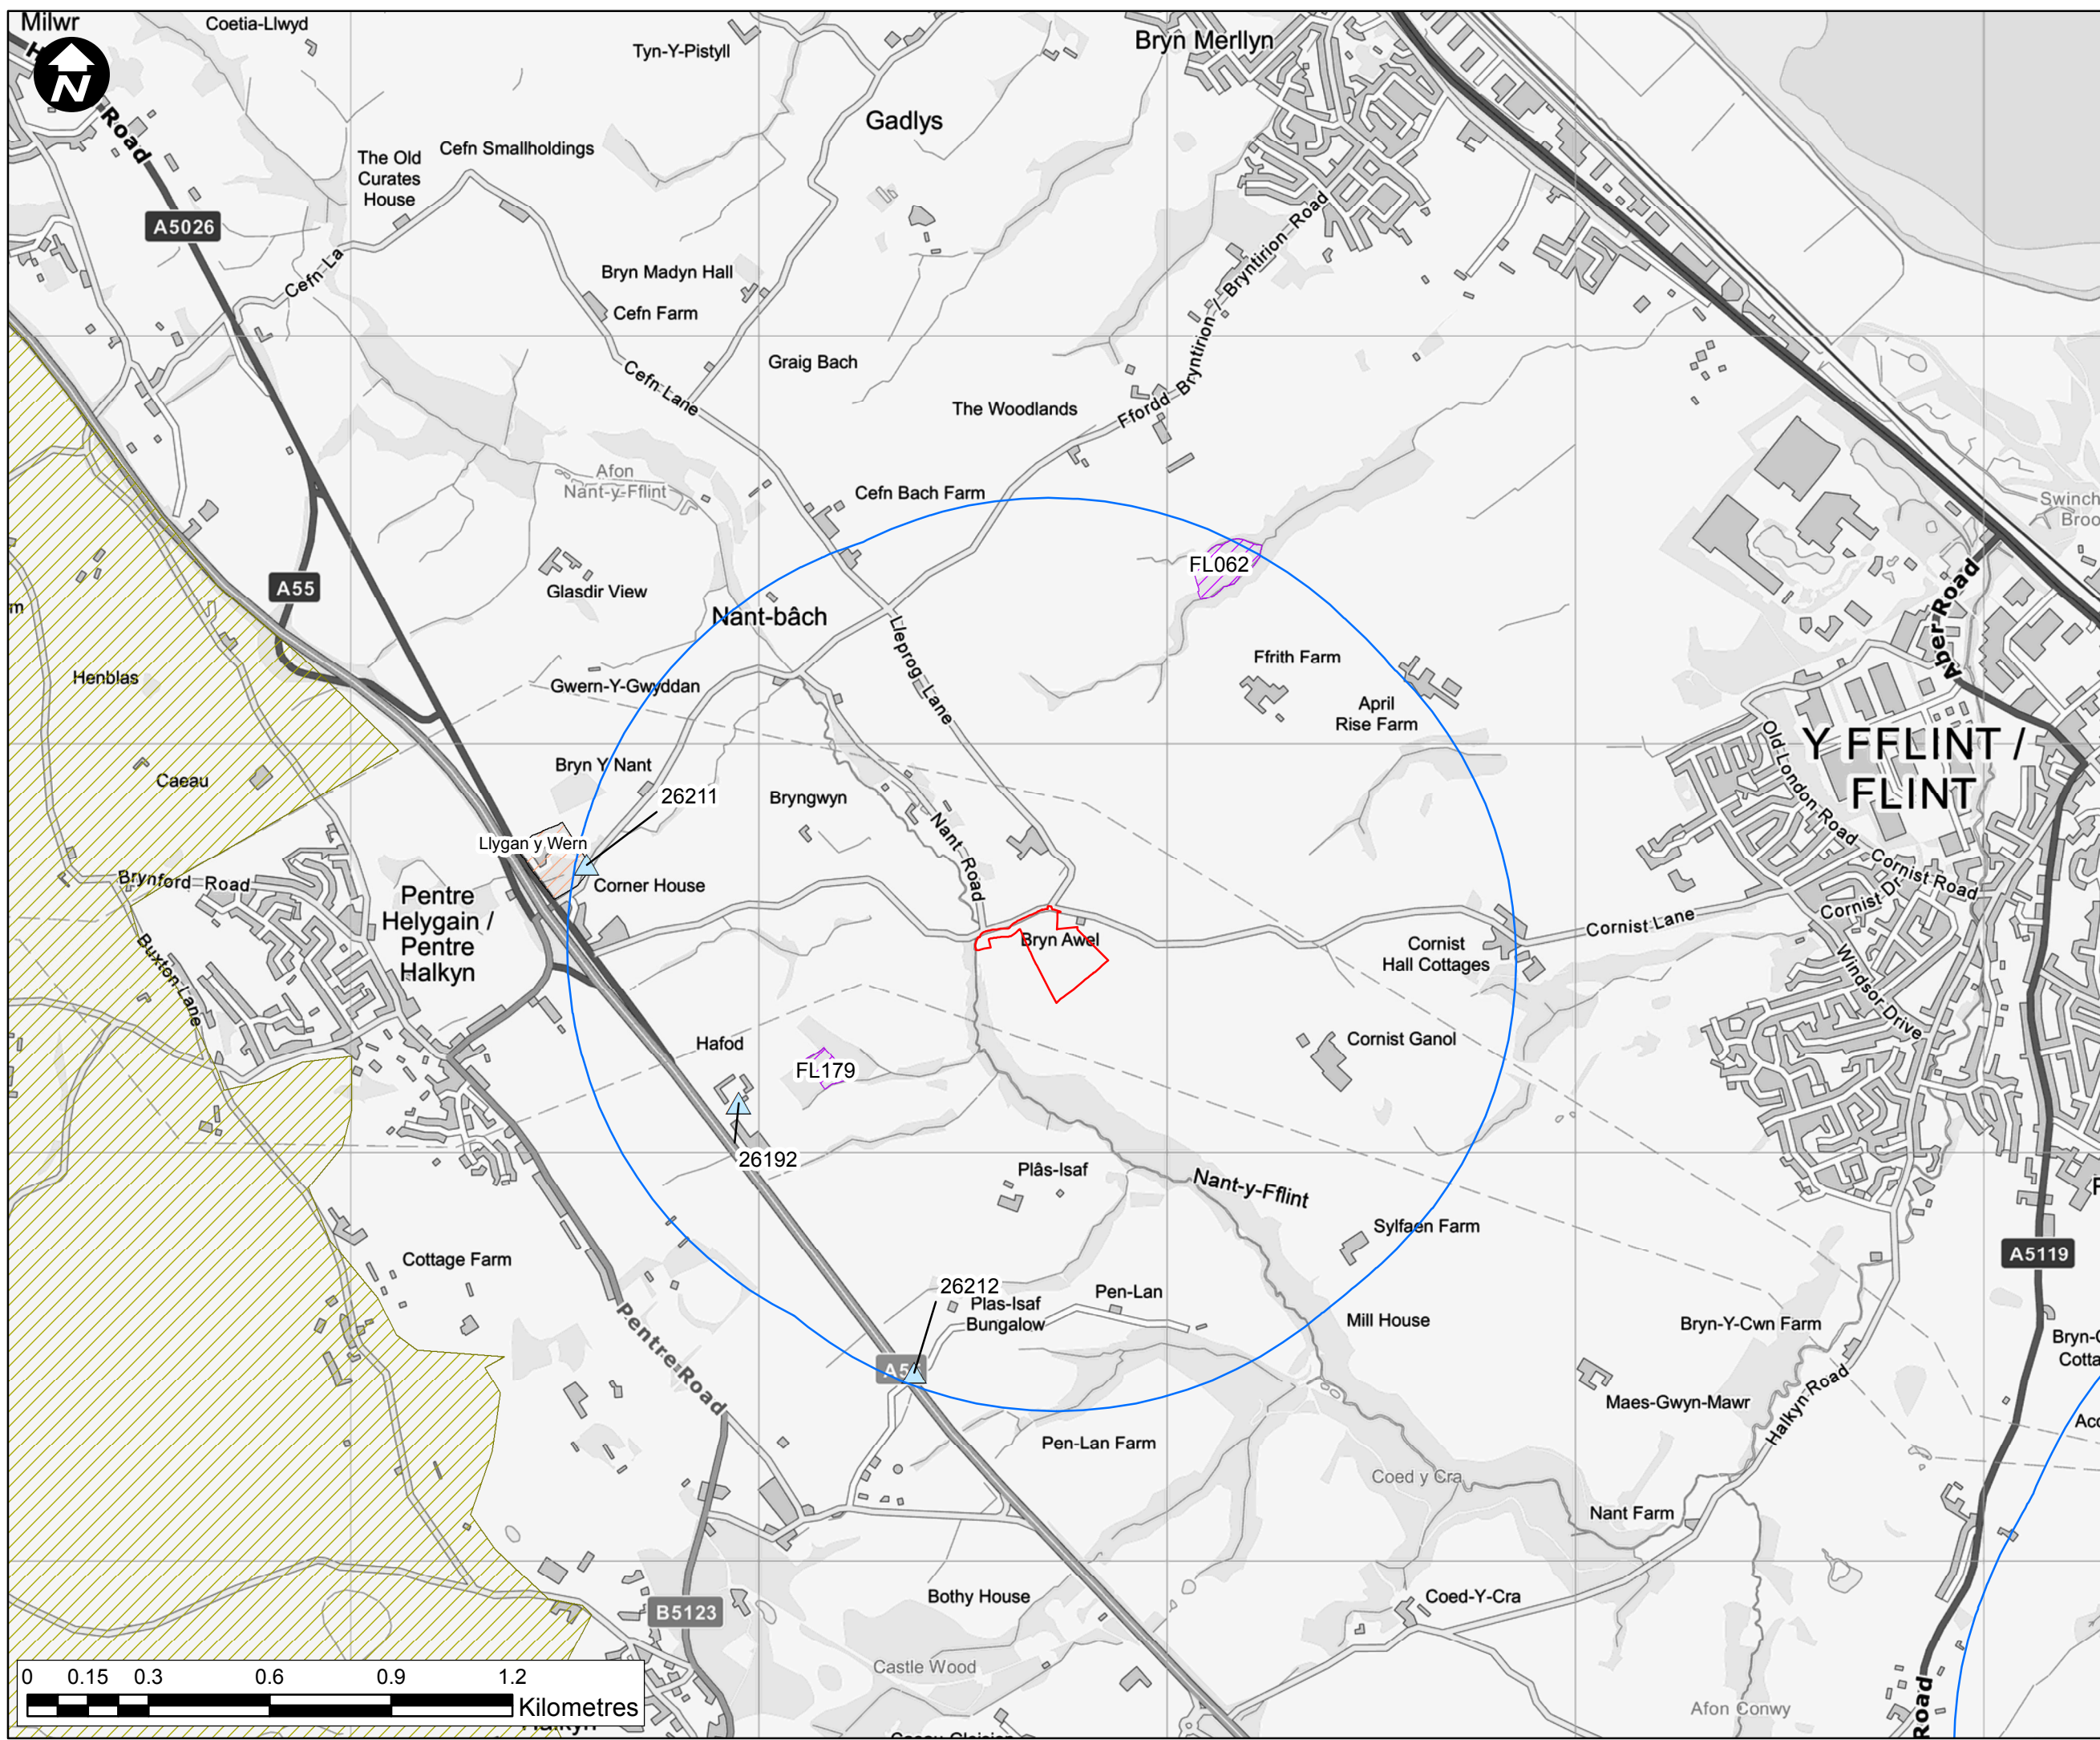 Milwr
Coetia-Llwyd
Tyn-Y-Pistyll
Bryn Merllyn
N
Road
Gadlys
The Old
Curates
House
Cefn Smallholdings
A5026
Cefn-La
Ffordd Bryntirion / Bryntirion Road
Bryn Madyn Hall
Cefn Farm
Graig Bach
Cefn Lane
The Woodlands
Afon
Nant-y-Fflint
Cefn Bach Farm
Swinch
Broo
FL062
A55
Glasdir View
Nant-bâch
m
Aber Road
Lleprog Lane
Ffrith Farm
Henblas
Gwern-Y-Gwyddan
April
Rise Farm
Old London Road
Y FFLINT /
FLINT
Bryn Y Nant
Caeau
26211
Bryngwyn
Nant Road
Llygan y Wern
Corner House
Brynford Road
Cornist Road
Cornist Dr
Pentre
Helygain /
Pentre
Halkyn
Bryn Awel
Cornist Lane
Cornist
Hall Cottages
Buxton Lane
Windsor Drive
Hafod
Cornist Ganol
FL179
26192
Plâs-Isaf
Nant-y-Fflint
F
Sylfaen Farm
Cottage Farm
A5119
26212
Plas-Isaf
Bungalow
Pen-Lan
Mill House
Bryn-Y-Cwn Farm
Bryn-C
Cotta
Pentre Road
A5
Halkyn Road
Maes-Gwyn-Mawr
Acc
Pen-Lan Farm
Coed y Cra
Nant Farm
Bothy House
Coed-Y-Cra
B5123
Castle Wood
Afon Conwy
Road
0 0.15 0.3 0.6 0.9 1.2
Kilometres